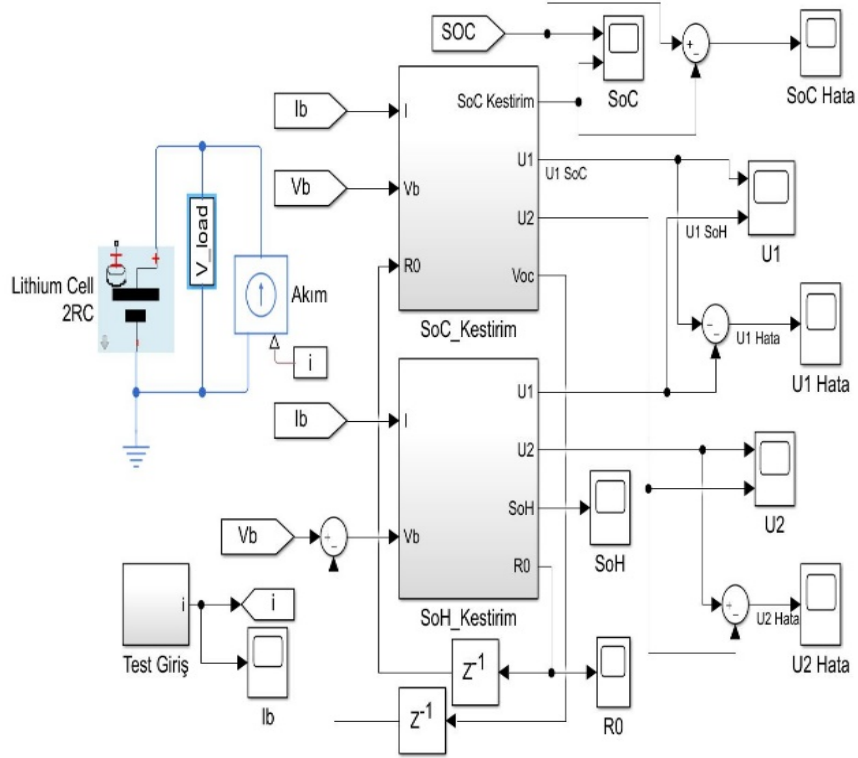 SOC
SoC
SoC Hata
Ib
I
SoC Kestirim
Vb
Vb
U1
U1 SoC
U2
U1 SoH
U1
R0
Voc
SoC_Kestirim
V_load
Lithium Cell
2RC
Akım
i
U1 Hata
U1 Hata
Ib
I
U1
U2
U2
Vb
Vb
SoH
SoH
R0
SoH_Kestirim
i
i
Test Giriş
Ib
U2 Hata
U2 Hata
Z-1
R0
Z-1